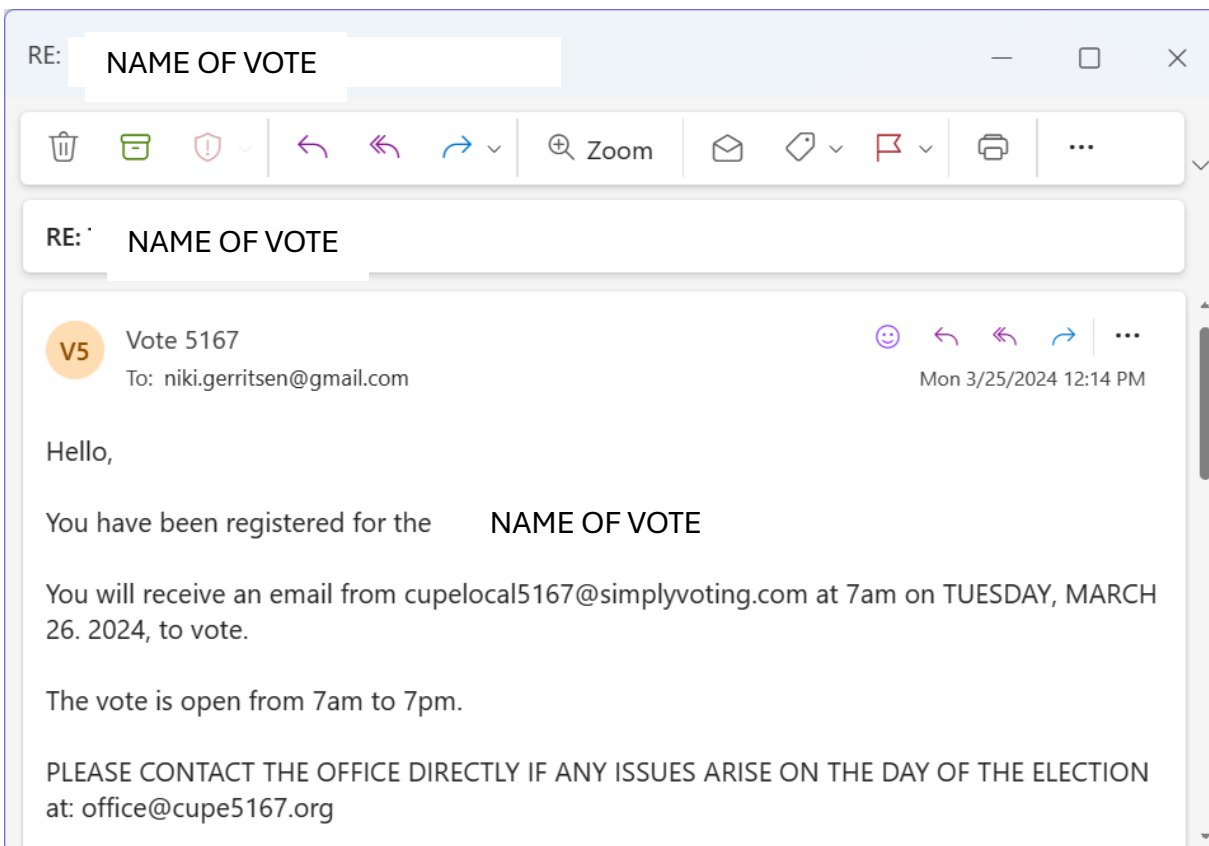 RE: NAME OF VOTE
Zoom
RE: NAME OF VOTE
V5
Vote 5167
To: niki.gerritsen@gmail.com
Mon 3/25/2024 12:14 PM
Hello,
You have been registered for the NAME OF VOTE
You will receive an email from cupelocal5167@simplyvoting.com at 7am on TUESDAY, MARCH
26. 2024, to vote.
The vote is open from 7am to 7pm.
PLEASE CONTACT THE OFFICE DIRECTLY IF ANY ISSUES ARISE ON THE DAY OF THE ELECTION
at: office@cupe5167.org